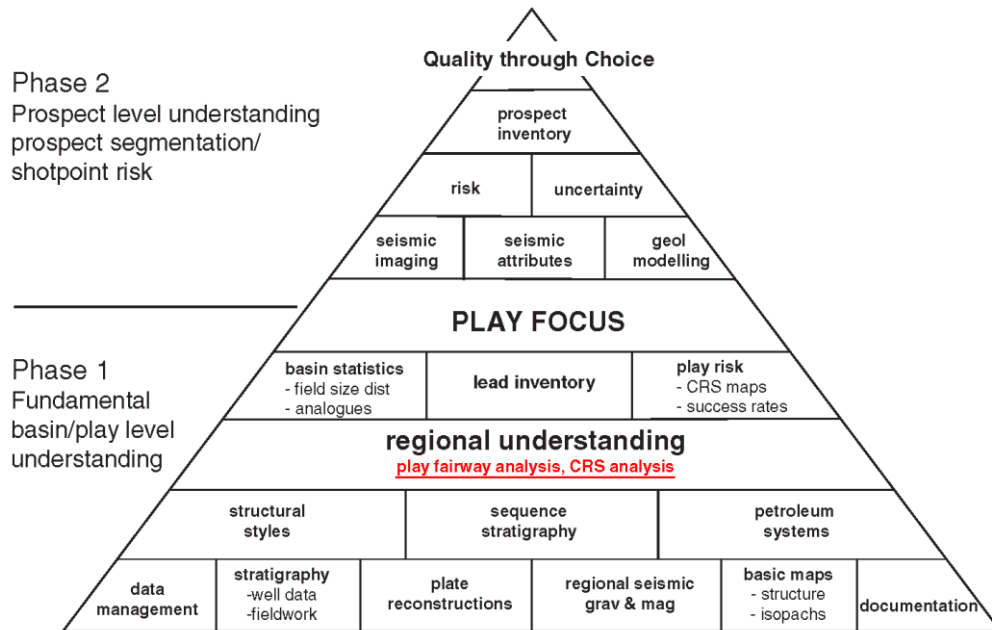 Quality through Choice
Phase 2
Prospect level understanding
prospect segmentation/
shotpoint risk
prospect
inventory
risk
uncertainty
seismic
imaging
seismic
attributes
geol
modelling
PLAY FOCUS
Phase 1
Fundamental
basin/play level
understanding
basin statistics
- field size dist
- analogues
lead inventory
play risk
- CRS maps
- success rates
regional understanding
play fairway analysis, CRS analysis
structural
styles
sequence
stratigraphy
petroleum
systems
data
management
stratigraphy
-well data
-fieldwork
plate
reconstructions
regional seismic
grav & mag
basic maps
- structure
- isopachs
documentation